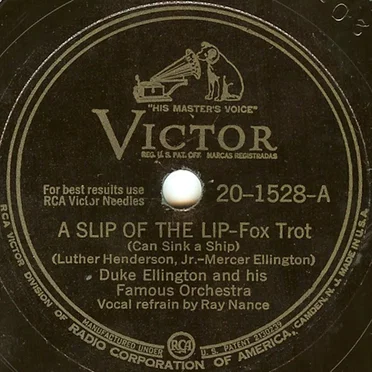 "HIS MASTER'S VOICE"
VICTOR
REG. U. S. PAT. OFF. MARCAS REGISTRADAS
For best results use
RCA Victor Needles
20-1528-A
A SLIP OF THE LIP-Fox Trot
(Can Sink a Ship)
(Luther Henderson, Jr.-Mercer Ellington)
Duke Ellington and his
Famous Orchestra
Vocal refrain by Ray Nance
MANUFACTURED UNDER RCA U. S. PATENT
RCA VICTOR DIVISION OF RADIO CORPORATION OF AMERICA, CAMDEN, N. J. MADE IN U. S. A.